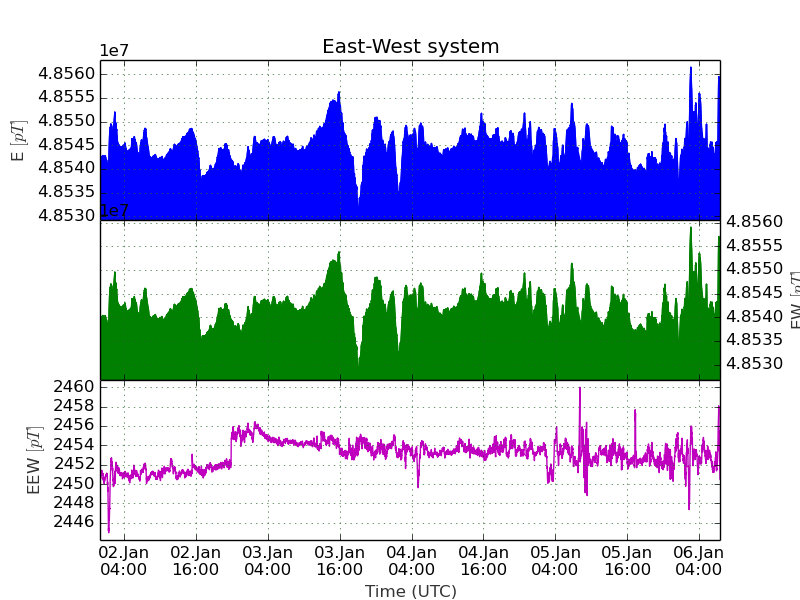 East-West system
1e7
4.8560
4.8555
4.8550
4.8545
4.8540
4.8535
4.8530
E [pT]
1e7
4.8560
4.8555
4.8550
4.8545
4.8540
4.8535
4.8530
EW [pT]
2460
2458
2456
2454
2452
2450
2448
2446
EEW [pT]
02.Jan 02.Jan 03.Jan 03.Jan 04.Jan 04.Jan 05.Jan 05.Jan 06.Jan
04:00 16:00 04:00 16:00 04:00 16:00 04:00 16:00 04:00
Time (UTC)